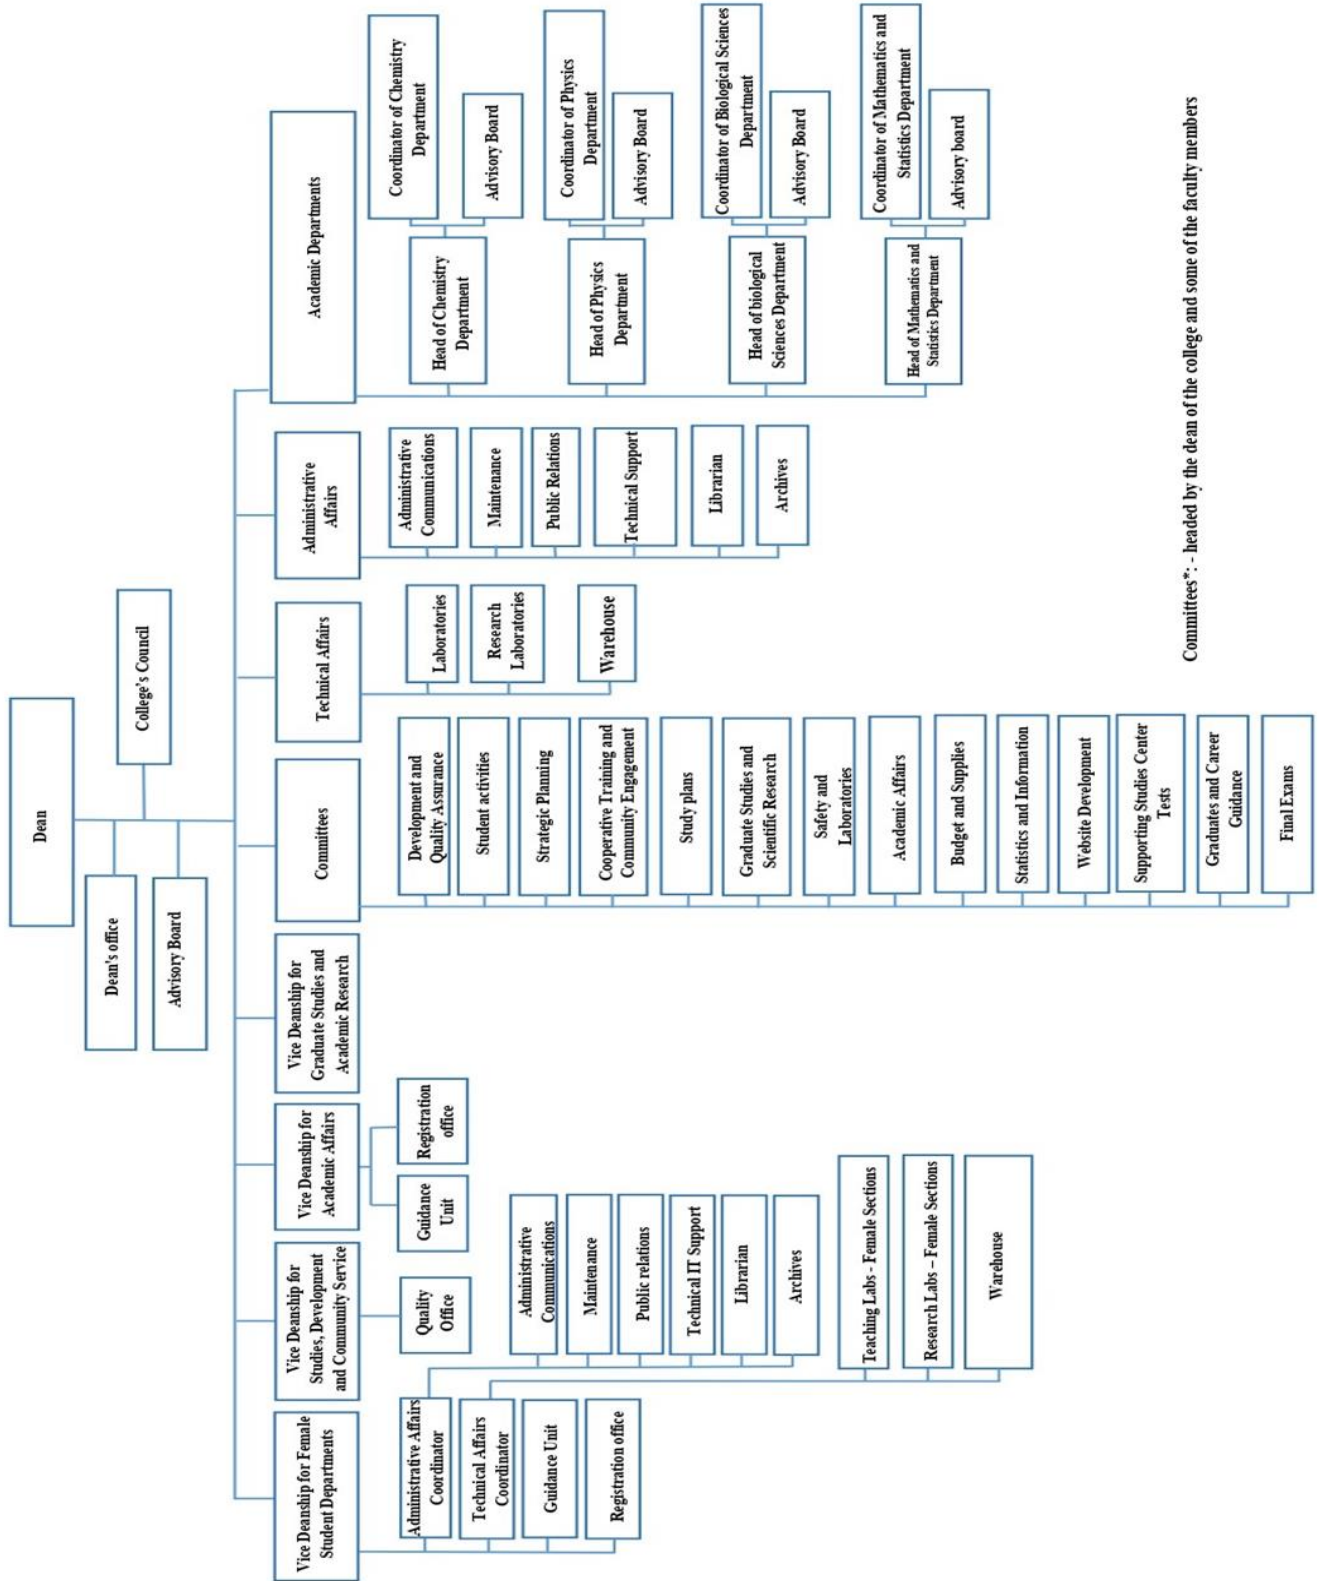 Dean
College's Council
Dean's office
Advisory Board
Vice Deanship for Female
Student Departments
Administrative Affairs
Coordinator
Administrative
Communications
Maintenance
Public relations
Technical IT Support
Librarian
Archives
Technical Affairs
Coordinator
Teaching Labs - Female Sections
Research Labs – Female Sections
Warehouse
Guidance Unit
Registration office
Vice Deanship for
Studies, Development
and Community Service
Quality
Office
Vice Deanship for
Academic Affairs
Guidance
Unit
Registration
office
Vice Deanship for
Graduate Studies and
Academic Research
Committees
Development and
Quality Assurance
Student activities
Strategic Planning
Cooperative Training and
Community Engagement
Study plans
Graduate Studies and
Scientific Research
Safety and
Laboratories
Academic Affairs
Budget and Supplies
Statistics and Information
Website Development
Supporting Studies Center
Tests
Graduates and Career
Guidance
Final Exams
Technical Affairs
Laboratories
Research
Laboratories
Warehouse
Administrative
Affairs
Administrative
Communications
Maintenance
Public Relations
Technical Support
Librarian
Archives
Academic Departments
Head of Chemistry
Department
Coordinator of Chemistry
Department
Advisory Board
Head of Physics
Department
Coordinator of Physics
Department
Advisory Board
Head of biological
Sciences Department
Coordinator of Biological Sciences
Department
Advisory Board
Head of Mathematics and
Statistics Department
Coordinator of Mathematics and
Statistics Department
Advisory board
Committees*: - headed by the dean of the college and some of the faculty members